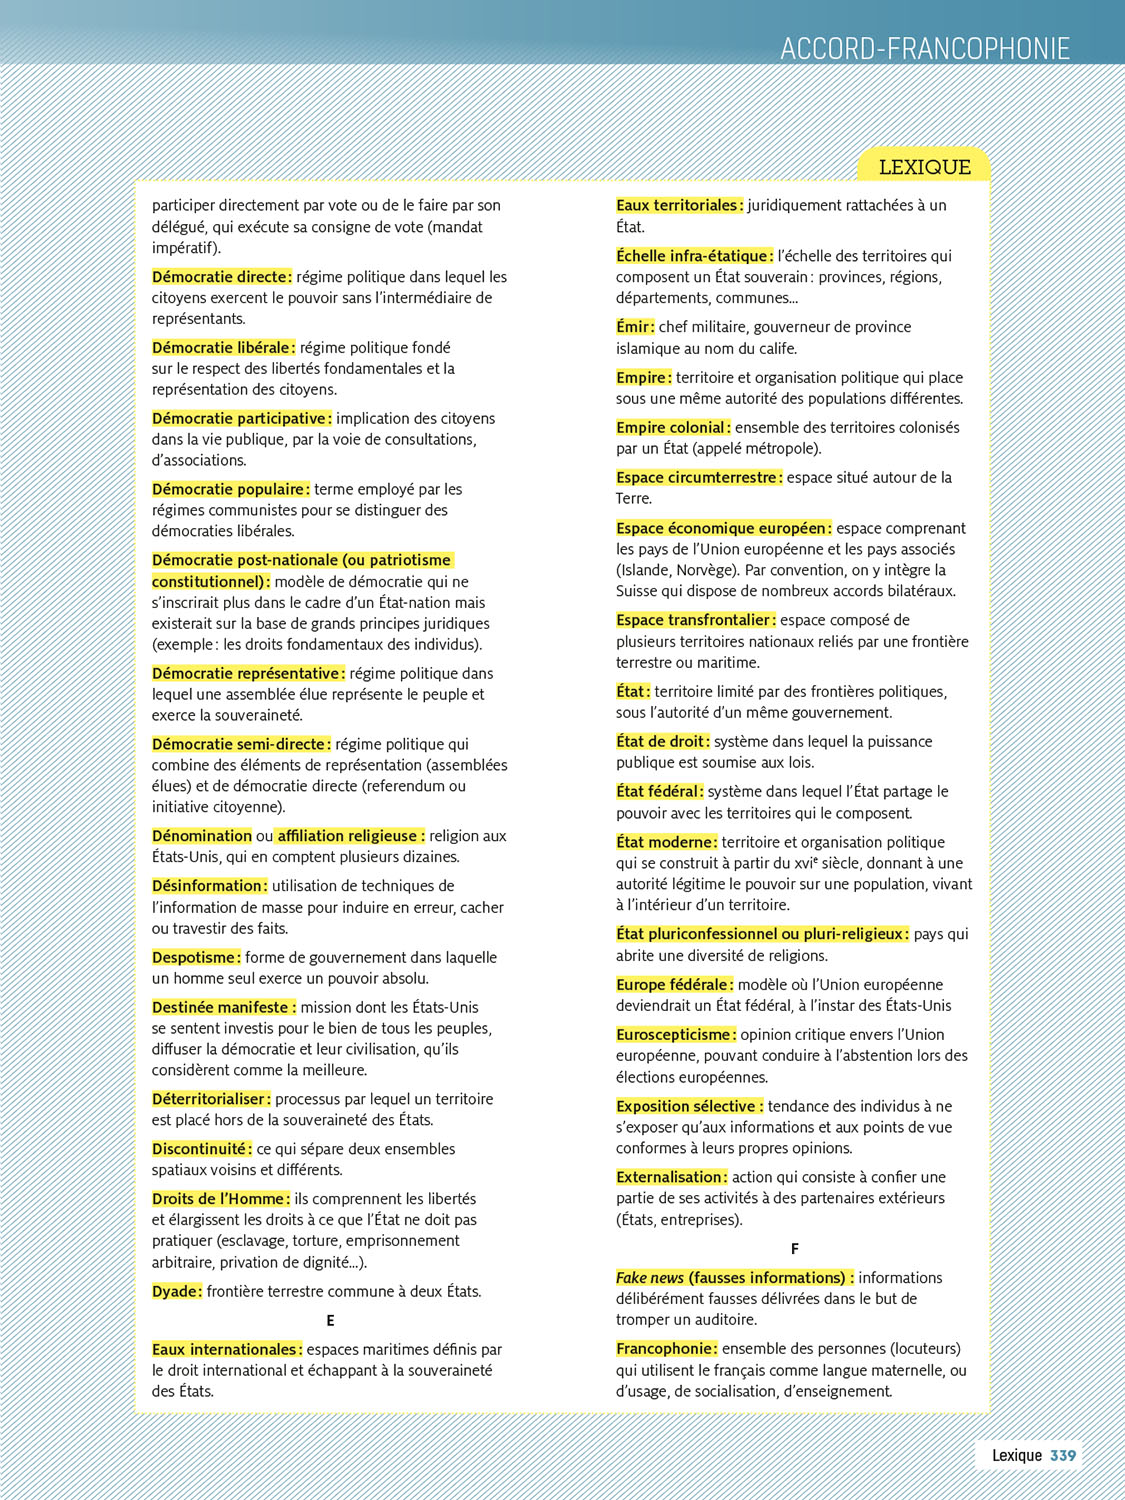 ACCORD-FRANCOPHONIE
LEXIQUE
participer directement par vote ou de le faire par son
délégué, qui exécute sa consigne de vote (mandat
impératif).
Démocratie directe : régime politique dans lequel les
citoyens exercent le pouvoir sans l’intermédiaire de
représentants.
Démocratie libérale : régime politique fondé
sur le respect des libertés fondamentales et la
représentation des citoyens.
Démocratie participative : implication des citoyens
dans la vie publique, par la voie de consultations,
d’associations.
Démocratie populaire : terme employé par les
régimes communistes pour se distinguer des
démocraties libérales.
Démocratie post-nationale (ou patriotisme
constitutionnel) : modèle de démocratie qui ne
s’inscrirait plus dans le cadre d’un État-nation mais
existerait sur la base de grands principes juridiques
(exemple : les droits fondamentaux des individus).
Démocratie représentative : régime politique dans
lequel une assemblée élue représente le peuple et
exerce la souveraineté.
Démocratie semi-directe : régime politique qui
combine des éléments de représentation (assemblées
élues) et de démocratie directe (referendum ou
initiative citoyenne).
Dénomination ou affiliation religieuse : religion aux
États-Unis, qui en comptent plusieurs dizaines.
Désinformation : utilisation de techniques de
l’information de masse pour induire en erreur, cacher
ou travestir des faits.
Despotisme : forme de gouvernement dans laquelle
un homme seul exerce un pouvoir absolu.
Destinée manifeste : mission dont les États-Unis
se sentent investis pour le bien de tous les peuples,
diffuser la démocratie et leur civilisation, qu’ils
considèrent comme la meilleure.
Déterritorialiser : processus par lequel un territoire
est placé hors de la souveraineté des États.
Discontinuité : ce qui sépare deux ensembles
spatiaux voisins et différents.
Droits de l’Homme : ils comprennent les libertés
et élargissent les droits à ce que l’État ne doit pas
pratiquer (esclavage, torture, emprisonnement
arbitraire, privation de dignité…).
Dyade : frontière terrestre commune à deux États.
E
Eaux internationales : espaces maritimes définis par
le droit international et échappant à la souveraineté
des États.
Eaux territoriales : juridiquement rattachées à un
État.
Échelle infra-étatique : l’échelle des territoires qui
composent un État souverain : provinces, régions,
départements, communes…
Émir : chef militaire, gouverneur de province
islamique au nom du calife.
Empire : territoire et organisation politique qui place
sous une même autorité des populations différentes.
Empire colonial : ensemble des territoires colonisés
par un État (appelé métropole).
Espace circumterrestre : espace situé autour de la
Terre.
Espace économique européen : espace comprenant
les pays de l’Union européenne et les pays associés
(Islande, Norvège). Par convention, on y intègre la
Suisse qui dispose de nombreux accords bilatéraux.
Espace transfrontalier : espace composé de
plusieurs territoires nationaux reliés par une frontière
terrestre ou maritime.
État : territoire limité par des frontières politiques,
sous l’autorité d’un même gouvernement.
État de droit : système dans lequel la puissance
publique est soumise aux lois.
État fédéral : système dans lequel l’État partage le
pouvoir avec les territoires qui le composent.
État moderne : territoire et organisation politique
qui se construit à partir du XVIe siècle, donnant à une
autorité légitime le pouvoir sur une population, vivant
à l’intérieur d’un territoire.
État pluriconfessionnel ou pluri-religieux : pays qui
abrite une diversité de religions.
Europe fédérale : modèle où l’Union européenne
deviendrait un État fédéral, à l’instar des États-Unis
Euroscepticisme : opinion critique envers l’Union
européenne, pouvant conduire à l’abstention lors des
élections européennes.
Exposition sélective : tendance des individus à ne
s’exposer qu’aux informations et aux points de vue
conformes à leurs propres opinions.
Externalisation : action qui consiste à confier une
partie de ses activités à des partenaires extérieurs
(États, entreprises).
F
Fake news (fausses informations) : informations
délibérément fausses délivrées dans le but de
tromper un auditoire.
Francophonie : ensemble des personnes (locuteurs)
qui utilisent le français comme langue maternelle, ou
d’usage, de socialisation, d’enseignement.
Lexique 339